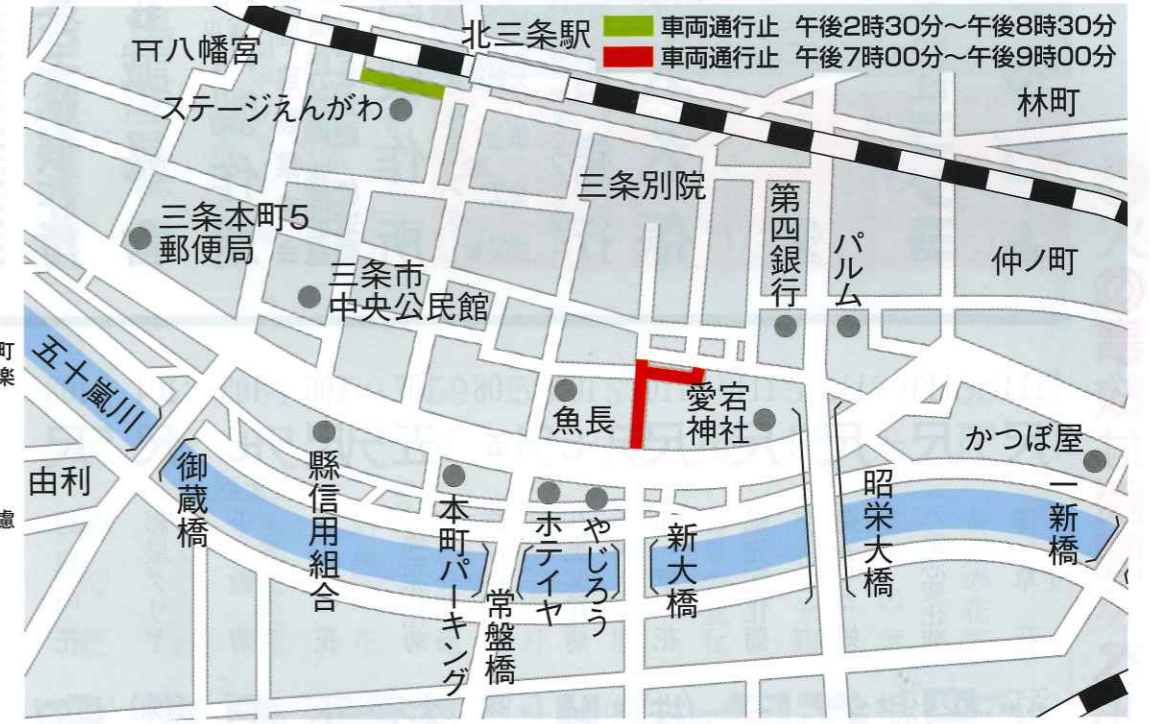 北三条駅
車両通行止 午後2時30分～午後8時30分
車両通行止 午後7時00分～午後9時00分
八幡宮
ステージえんがわ
林町
三条別院
三条本町5
郵便局
三条市
中央公民館
第四銀行
パルム
仲ノ町
町
楽
五十嵐川
魚長
愛宕
神社
かつぼ屋
由利
慮
御蔵橋
縣信用組合
本町パーキング
常盤橋
ホテイヤ
やじろう
新大橋
昭栄大橋
一新橋